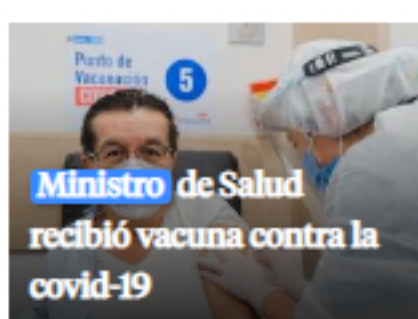 Punto de
Vacunación
5
Ministro de Salud
recibió vacuna contra la
covid-19